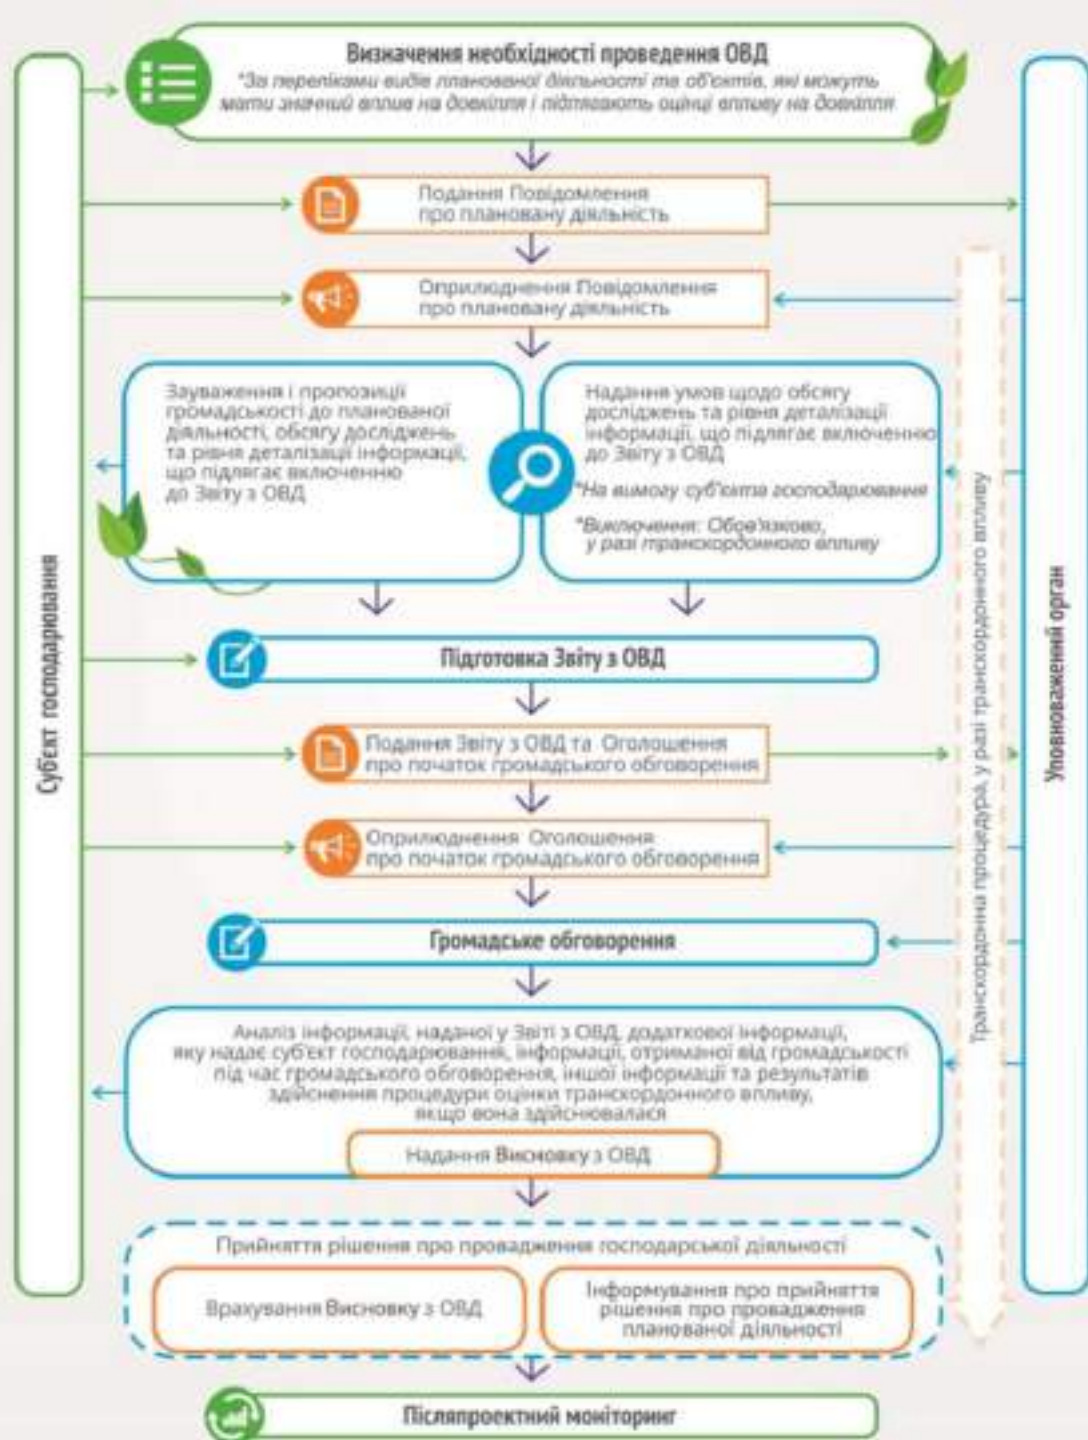 Визначення необхідності проведення ОВД
*За переліками видів планованої діяльності та об'єктів, які можуть
мати значний вплив на довкілля і підлягають оцінці впливу на довкілля
Подання Повідомлення
про плановану діяльність
Оприлюднення Повідомлення
про плановану діяльність
Зауваження і пропозиції
громадськості до планованої
діяльності, обсягу досліджень
та рівня деталізації інформації,
що підлягає включенню
до Звіту з ОВД
Надання умов щодо обсягу
досліджень та рівня деталізації
інформації, що підлягає включенню
до Звіту з ОВД
*На вимогу суб'єкта господарювання
*Виключення: Обов'язково,
у разі транскордонного впливу
Підготовка Звіту з ОВД
Подання Звіту з ОВД та Оголошення
про початок громадського обговорення
Оприлюднення Оголошення
про початок громадського обговорення
Громадське обговорення
Аналіз інформації, наданої у Звіті з ОВД, додаткової інформації,
яку надає суб'єкт господарювання, інформації, отриманої від громадськості
під час громадського обговорення, іншої інформації та результатів
здійснення процедури оцінки транскордонного впливу,
якщо вона здійснювалася
Надання Висновку з ОВД
Прийняття рішення про провадження господарської діяльності
Врахування Висновку з ОВД
Інформування про прийняття
рішення про провадження
планованої діяльності
Післяпроектний моніторинг
Суб'єкт господарювання
Транскордонна процедура, у разі транскордонного впливу
Уповноважений орган